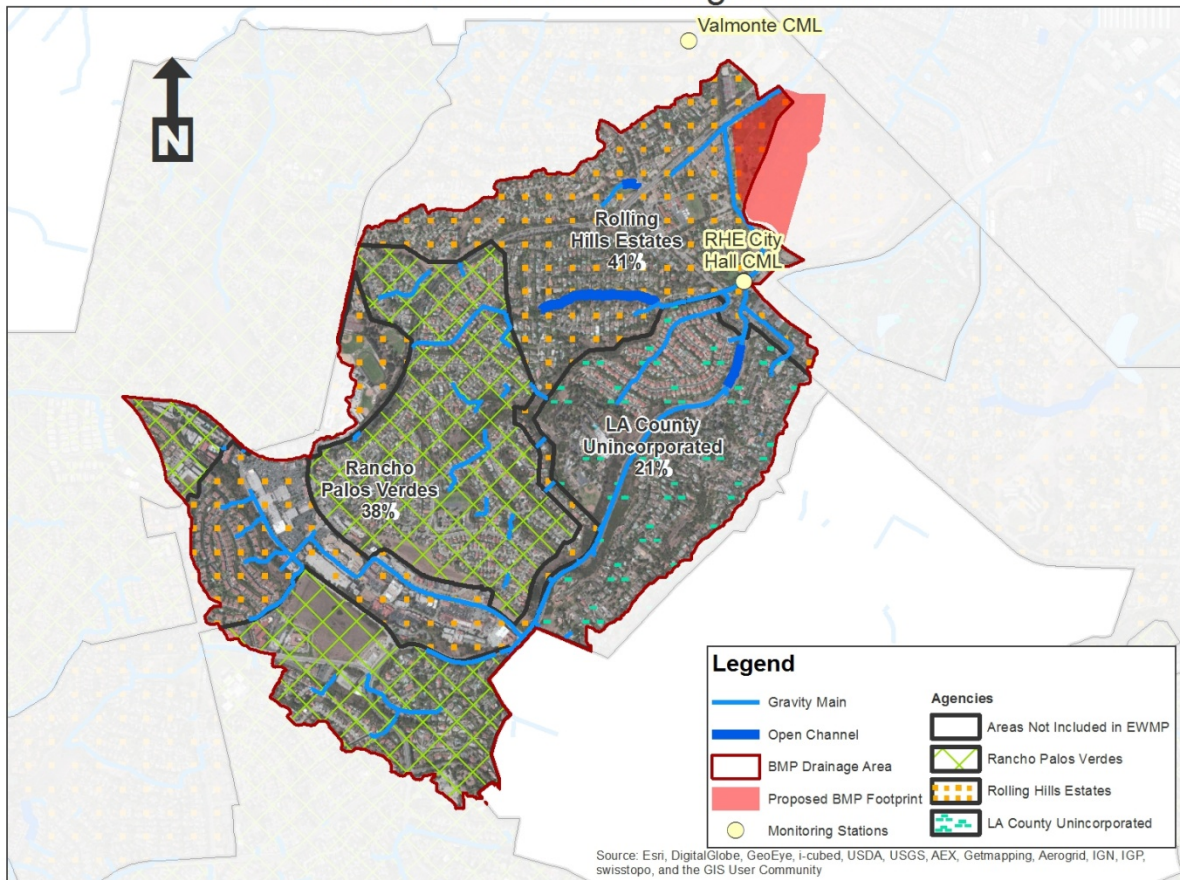 Valmonte CML
N
Rolling
Hills Estates
41%
RHE City
Hall CML
LA County
Unincorporated
21%
Rancho
Palos Verdes
38%
Legend
Gravity Main
Open Channel
BMP Drainage Area
Proposed BMP Footprint
Monitoring Stations
Agencies
Areas Not Included in EWMP
Rancho Palos Verdes
Rolling Hills Estates
LA County Unincorporated
Source: Esri, DigitalGlobe, GeoEye, i-cubed, USDA, USGS, AEX, Getmapping, Aerogrid, IGN, IGP,
swisstopo, and the GIS User Community